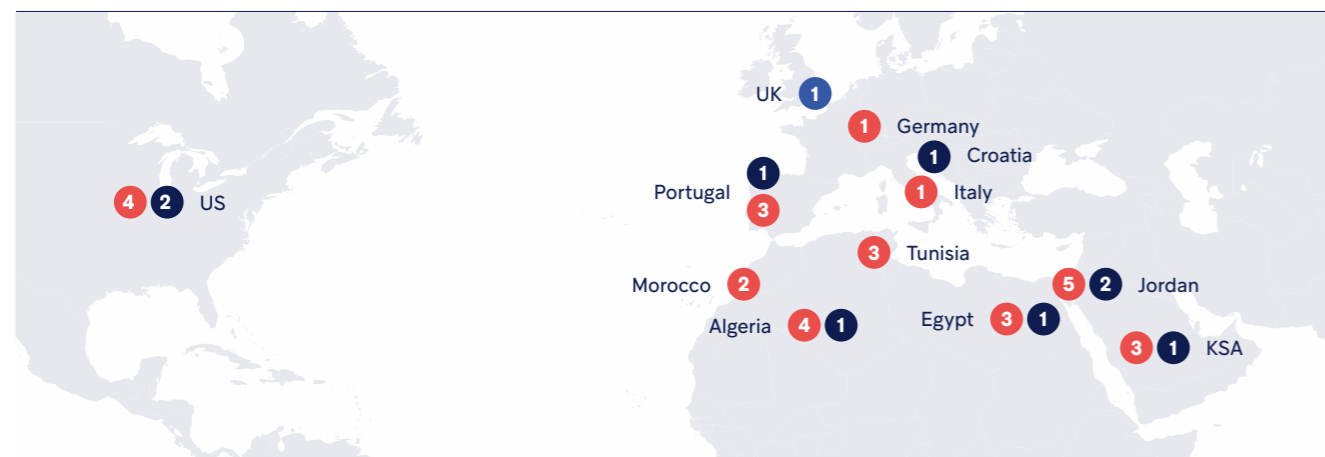 UK 1
1 Germany
1 Croatia
1
Portugal
3
1 Italy
4 2 US
3 Tunisia
Morocco 2
5 2 Jordan
Algeria 4 1
Egypt 3 1
3 1 KSA